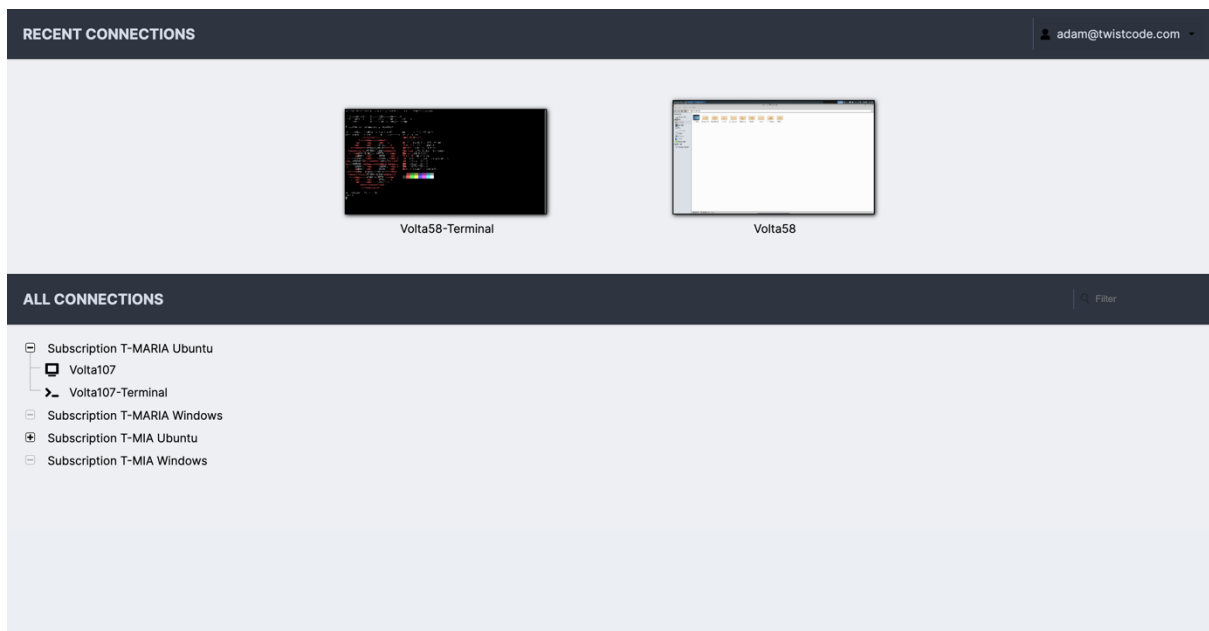 RECENT CONNECTIONS
adam@twistcode.com
Volta58-Terminal
Volta58
ALL CONNECTIONS
Filter
Subscription T-MARIA Ubuntu
Volta107
Volta107-Terminal
Subscription T-MARIA Windows
Subscription T-MIA Ubuntu
Subscription T-MIA Windows